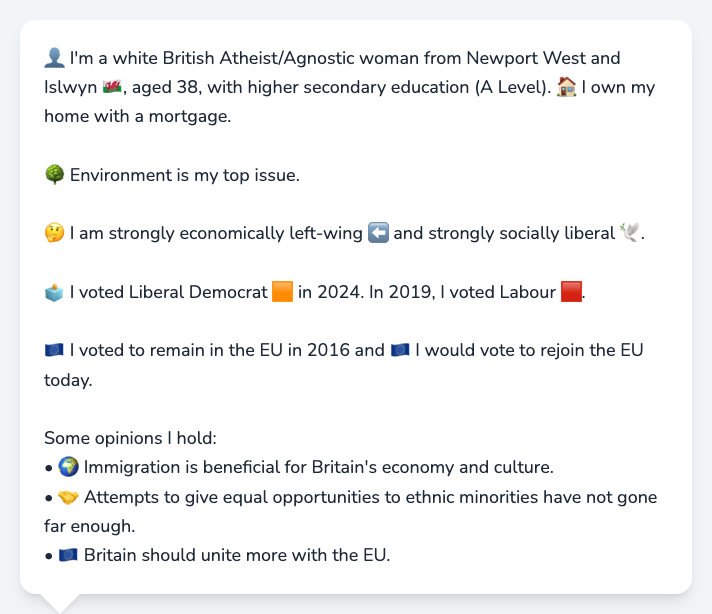 👤 I'm a white British Atheist/Agnostic woman from Newport West and
Islwyn 🏴󠁧󠁢󠁷󠁬󠁳󠁿, aged 38, with higher secondary education (A Level). 🏠 I own my
home with a mortgage.
🌳 Environment is my top issue.
🤔 I am strongly economically left-wing ⬅️ and strongly socially liberal 🕊️.
🗳️ I voted Liberal Democrat 🟧 in 2024. In 2019, I voted Labour 🟥.
🇪🇺 I voted to remain in the EU in 2016 and 🇪🇺 I would vote to rejoin the EU
today.
Some opinions I hold:
• 🌍 Immigration is beneficial for Britain's economy and culture.
• 🤝 Attempts to give equal opportunities to ethnic minorities have not gone
far enough.
• 🇪🇺 Britain should unite more with the EU.